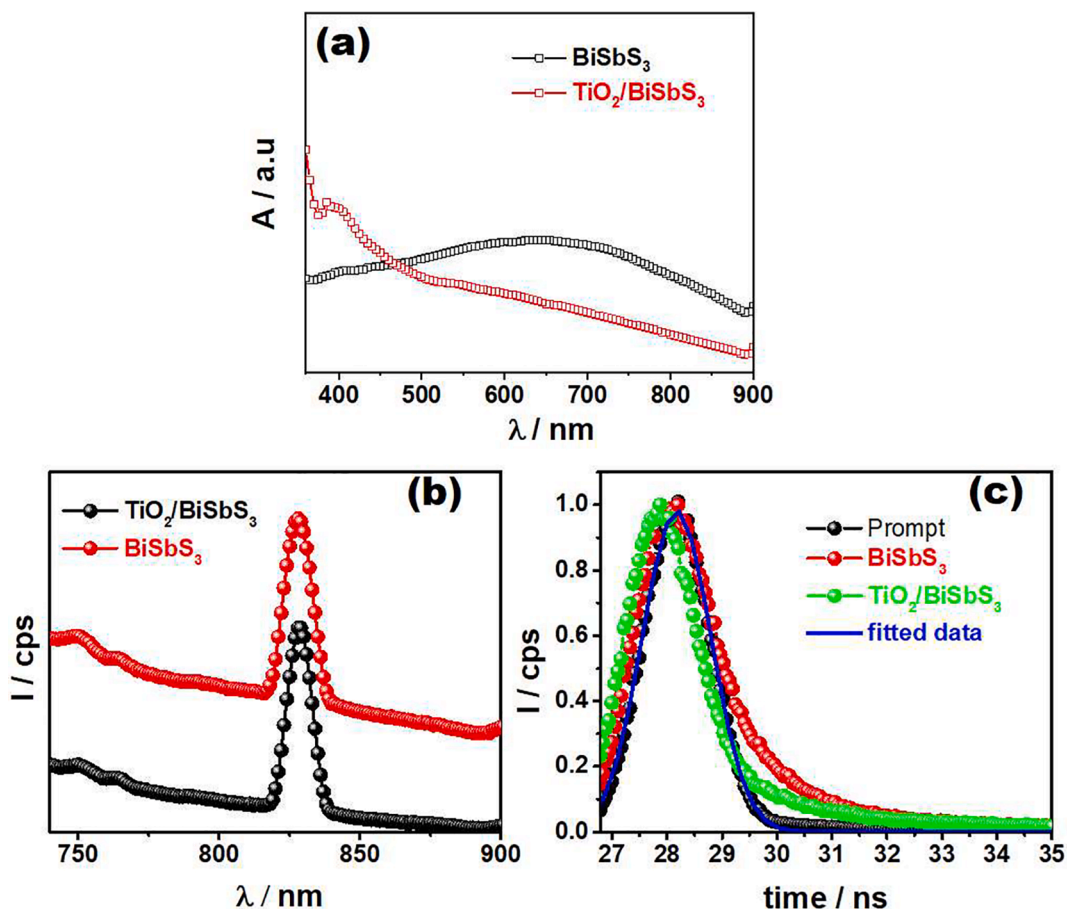 (a)
BiSbS₃
TiO₂/BiSbS₃
A / a.u
400 500 600 700 800 900
λ / nm
(b)
TiO₂/BiSbS₃
BiSbS₃
I / cps
750 800 850 900
λ / nm
(c)
1.0
0.8
0.6
0.4
0.2
0.0
Prompt
BiSbS₃
TiO₂/BiSbS₃
fitted data
I / cps
27 28 29 30 31 32 33 34 35
time / ns